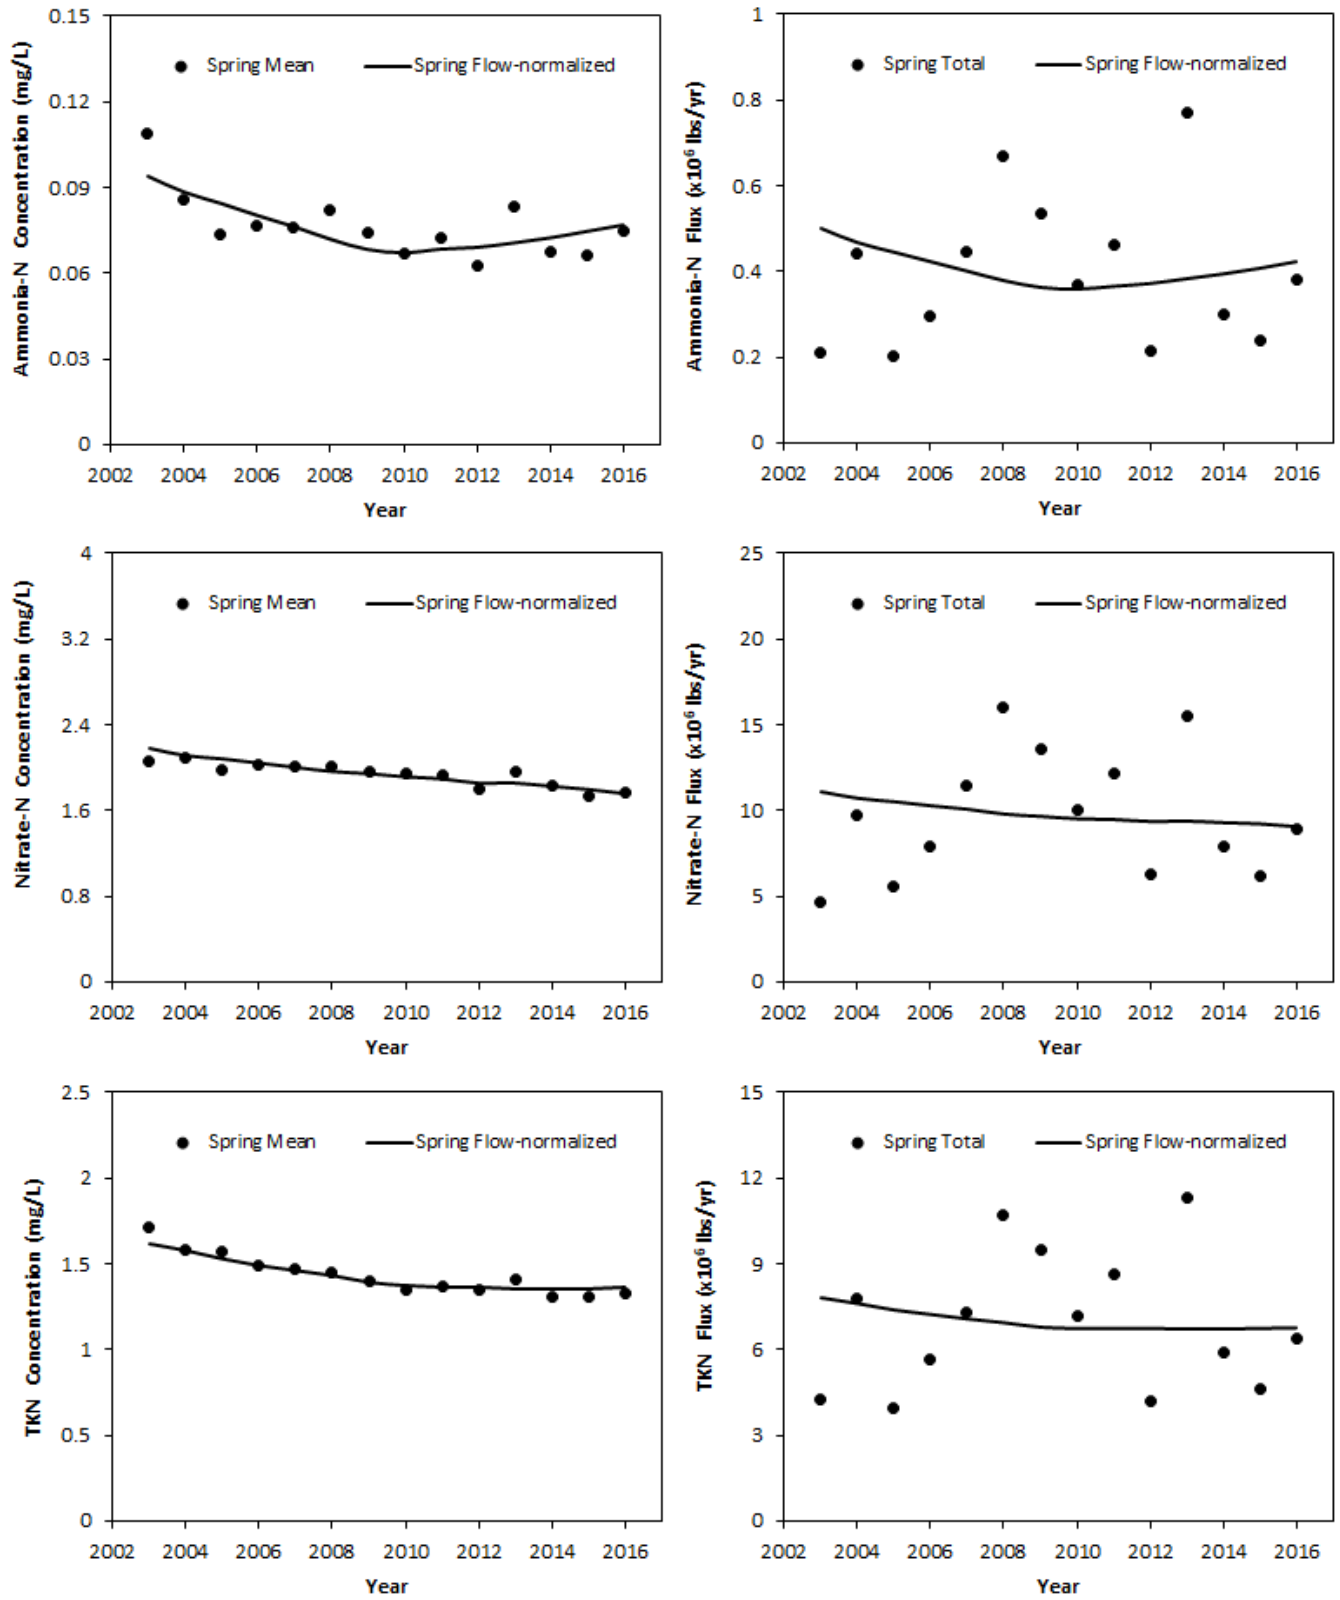 Ammonia-N Concentration (mg/L)
0.15
0.12
0.09
0.06
0.03
0
Spring Mean
Spring Flow-normalized
2002 2004 2006 2008 2010 2012 2014 2016
Year
Ammonia-N Flux (x10⁶ lbs/yr)
1
0.8
0.6
0.4
0.2
0
Spring Total
Spring Flow-normalized
2002 2004 2006 2008 2010 2012 2014 2016
Year
Nitrate-N Concentration (mg/L)
4
3.2
2.4
1.6
0.8
0
Spring Mean
Spring Flow-normalized
2002 2004 2006 2008 2010 2012 2014 2016
Year
Nitrate-N Flux (x10⁶ lbs/yr)
25
20
15
10
5
0
Spring Total
Spring Flow-normalized
2002 2004 2006 2008 2010 2012 2014 2016
Year
TKN Concentration (mg/L)
2.5
2
1.5
1
0.5
0
Spring Mean
Spring Flow-normalized
2002 2004 2006 2008 2010 2012 2014 2016
Year
TKN Flux (x10⁶ lbs/yr)
15
12
9
6
3
0
Spring Total
Spring Flow-normalized
2002 2004 2006 2008 2010 2012 2014 2016
Year